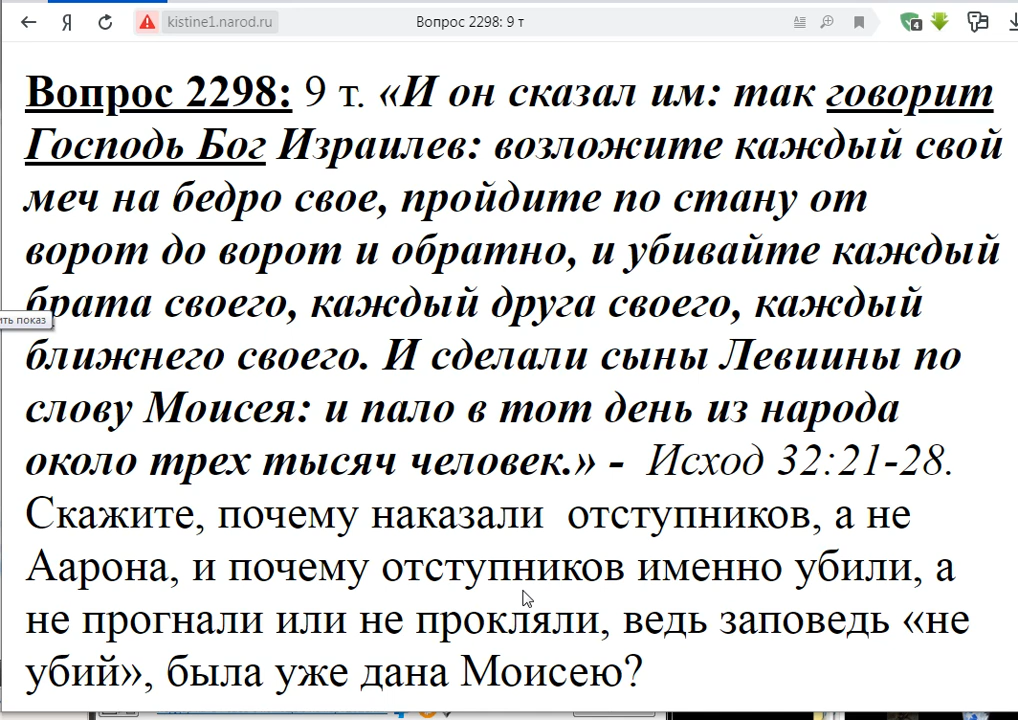 Я kistine1.narod.ru Вопрос 2298: 9 т 4
Вопрос 2298: 9 т. «И он сказал им: так говорит
Господь Бог Израилев: возложите каждый свой
меч на бедро свое, пройдите по стану от
ворот до ворот и обратно, и убивайте каждый
брата своего, каждый друга своего, каждый
ить показ
ближнего своего. И сделали сыны Левиины по
слову Моисея: и пало в тот день из народа
около трех тысяч человек.» - Исход 32:21-28.
Скажите, почему наказали отступников, а не
Аарона, и почему отступников именно убили, а
не прогнали или не прокляли, ведь заповедь «не
убий», была уже дана Моисею?